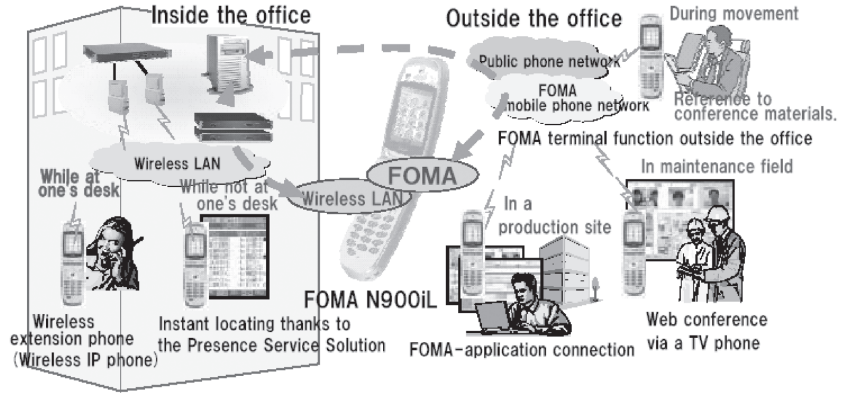 Inside the office
Outside the office
During movement
Public phone network
FOMA
mobile phone network
Reference to
conference materials.
FOMA terminal function outside the office
Wireless LAN
FOMA
Wireless LAN
While at
one's desk
While not at
one's desk
In a
production site
In maintenance field
FOMA N900iL
Wireless
extension phone
(Wireless IP phone)
Instant locating thanks to
the Presence Service Solution
FOMA-application connection
Web conference
via a TV phone